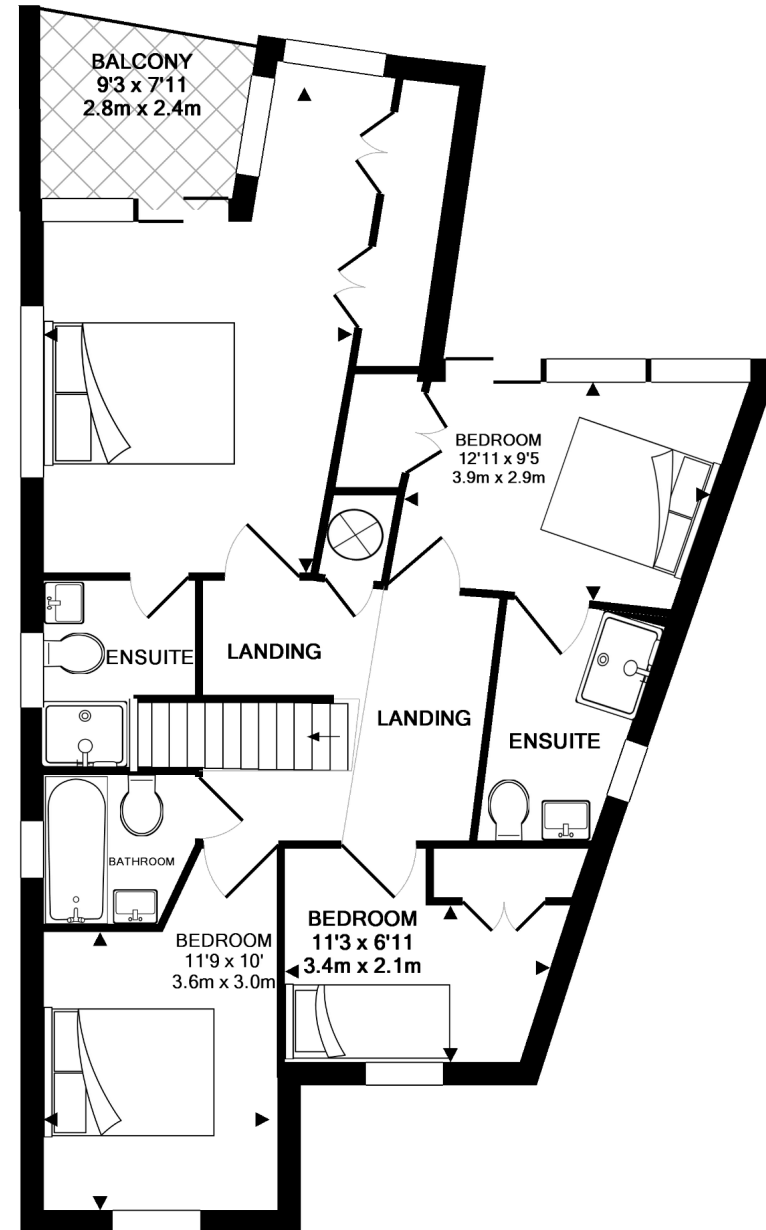 BALCONY
9'3 x 7'11
2.8m x 2.4m
BEDROOM
12'11 x 9'5
3.9m x 2.9m
ENSUITE
LANDING
LANDING
ENSUITE
BATHROOM
BEDROOM
11'9 x 10'
3.6m x 3.0m
BEDROOM
11'3 x 6'11
3.4m x 2.1m